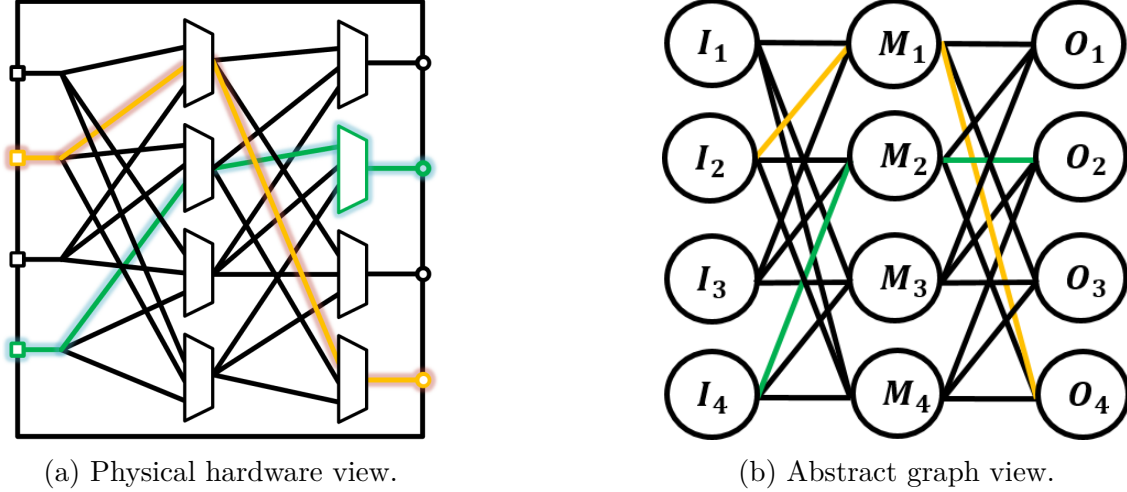 I₁ M₁ O₁
I₂ M₂ O₂
I₃ M₃ O₃
I₄ M₄ O₄
(a) Physical hardware view. (b) Abstract graph view.